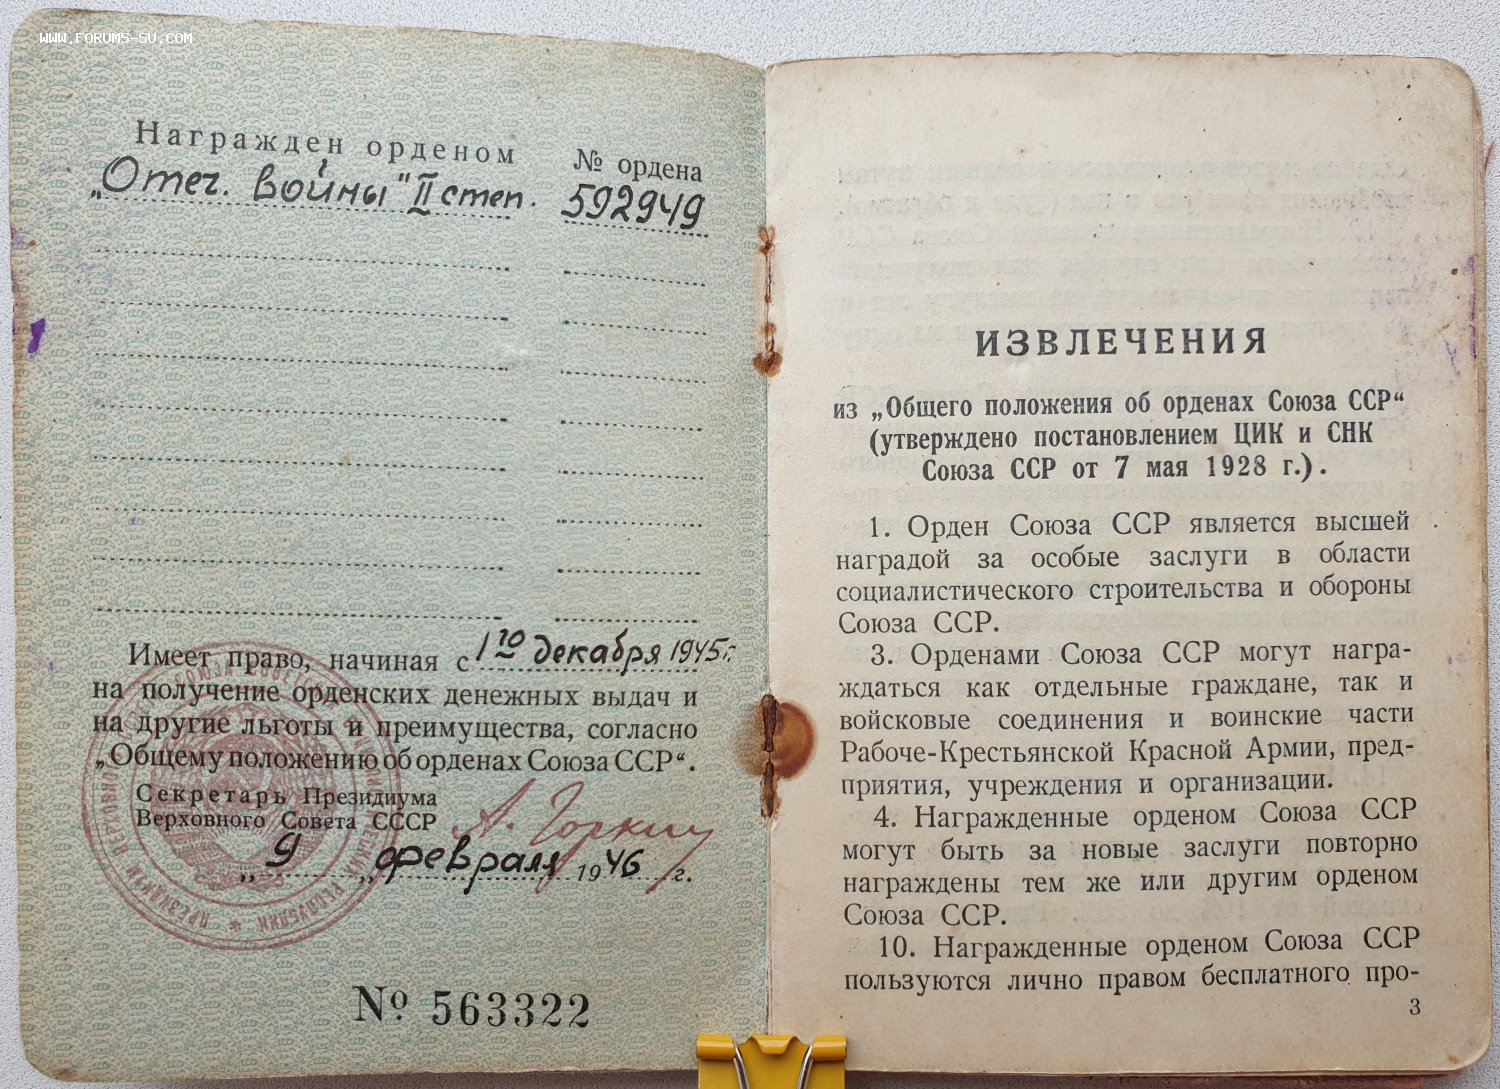 www.forums-su.com
Награжден орденом
№ ордена
„Отеч. войны" II степ.
592949
Имеет право, начиная с 1го декабря 1945 г.
на получение орденских денежных выдач и
на другие льготы и преимущества, согласно
„Общему положению об орденах Союза ССР“.
Секретарь Президиума
Верховного Совета СССР
А. Горкин
„9„ февраля 1946 г.
№ 563322
ИЗВЛЕЧЕНИЯ
из „Общего положения об орденах Союза ССР“
(утверждено постановлением ЦИК и СНК
Союза ССР от 7 мая 1928 г.).
1. Орден Союза ССР является высшей
наградой за особые заслуги в области
социалистического строительства и обороны
Союза ССР.
3. Орденами Союза ССР могут награ-
ждаться как отдельные граждане, так и
войсковые соединения и воинские части
Рабоче-Крестьянской Красной Армии, пред-
приятия, учреждения и организации.
4. Награжденные орденом Союза ССР
могут быть за новые заслуги повторно
награждены тем же или другим орденом
Союза ССР.
10. Награжденные орденом Союза ССР
пользуются лично правом бесплатного про-
3